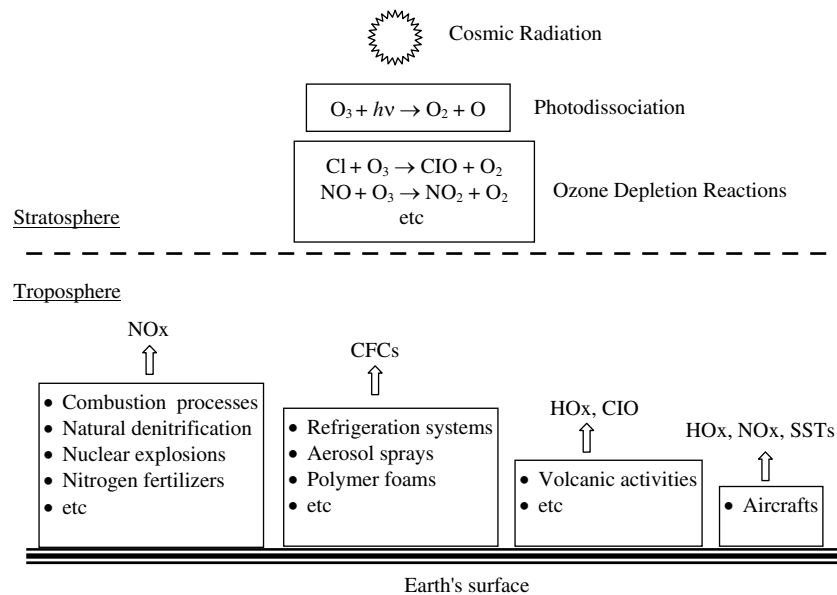 Cosmic Radiation
O₃ + hν → O₂ + O
Photodissociation
Cl + O₃ → ClO + O₂
NO + O₃ → NO₂ + O₂
etc
Ozone Depletion Reactions
Stratosphere
Troposphere
NOx
• Combustion processes
• Natural denitrification
• Nuclear explosions
• Nitrogen fertilizers
• etc
CFCs
• Refrigeration systems
• Aerosol sprays
• Polymer foams
• etc
HOx, ClO
• Volcanic activities
• etc
HOx, NOx, SSTs
• Aircrafts
Earth's surface